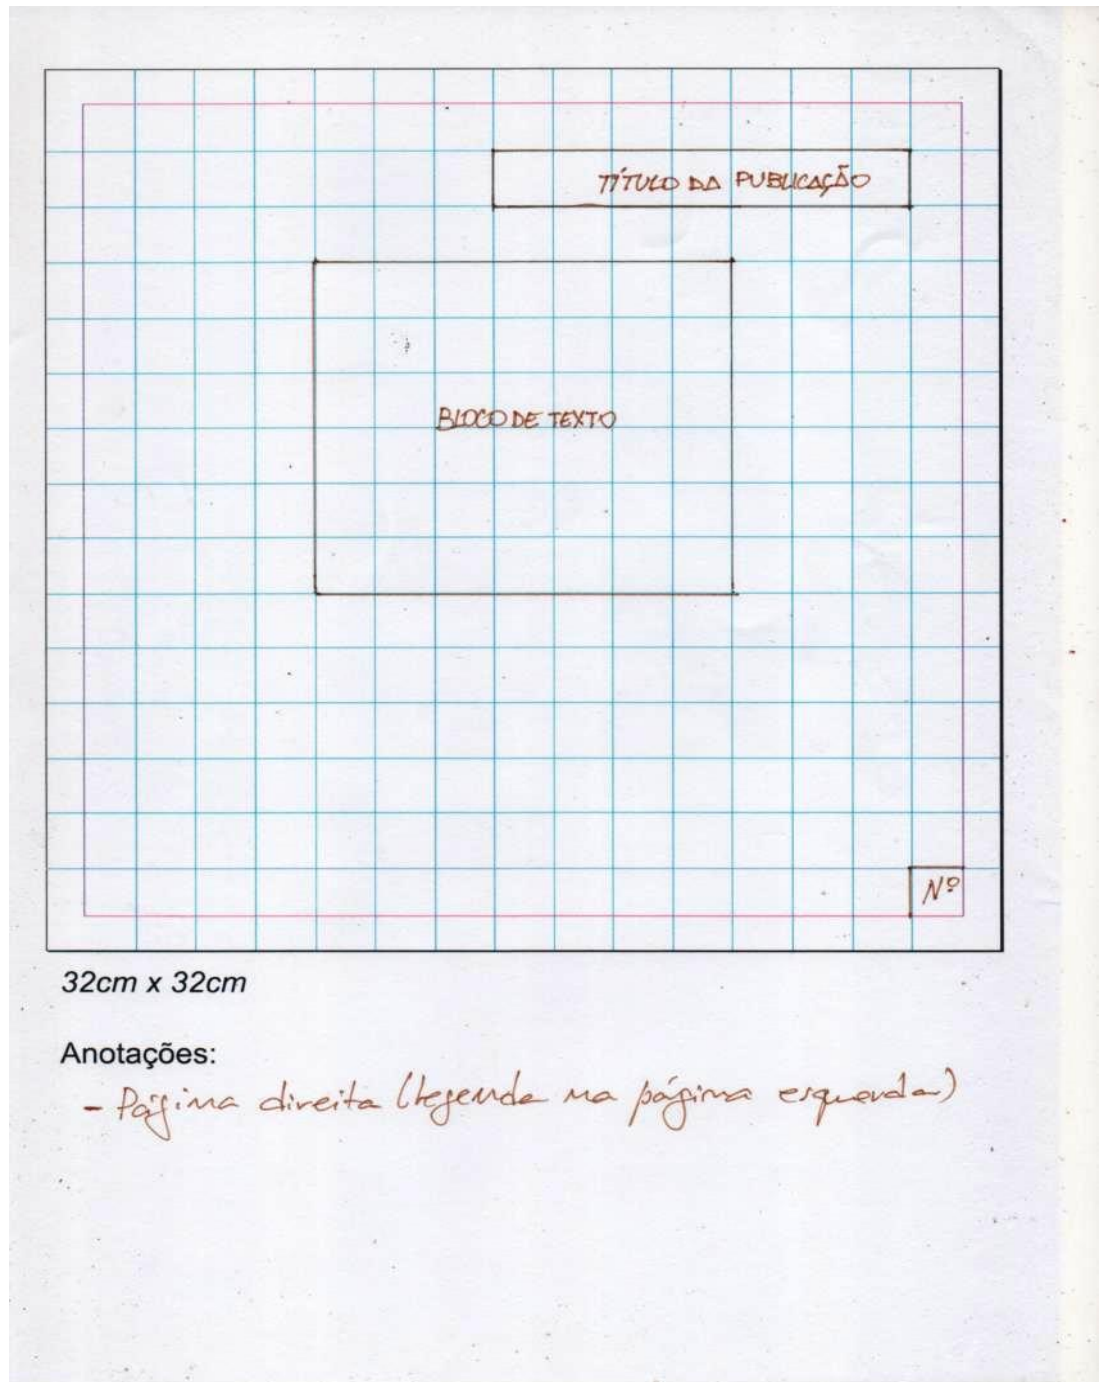 TÍTULO DA PUBLICAÇÃO
BLOCO DE TEXTO
Nº
32cm x 32cm
Anotações:
- Página direita (legenda na página esquerda)